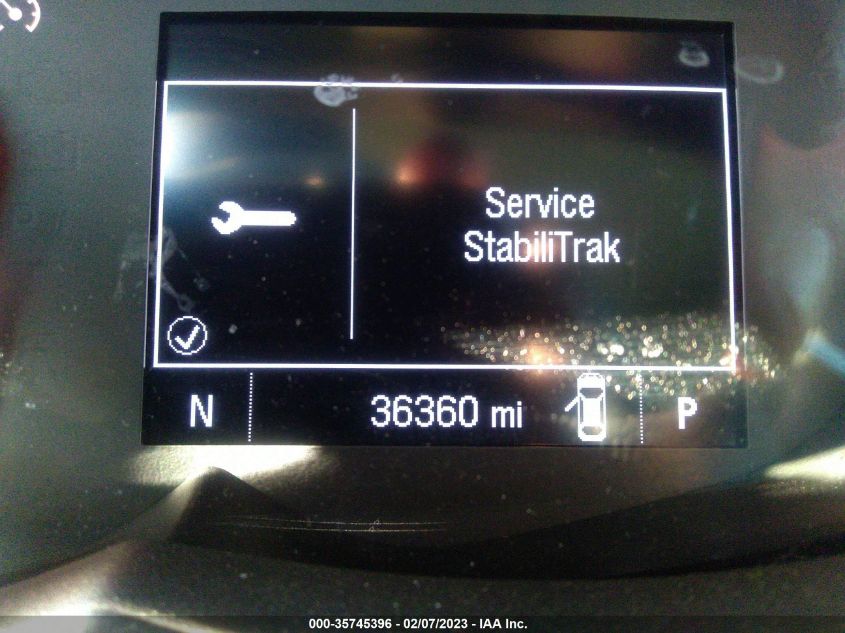 Service
StabiliTrak
N 36360 mi P
000-35745396 - 02/07/2023 - IAA Inc.